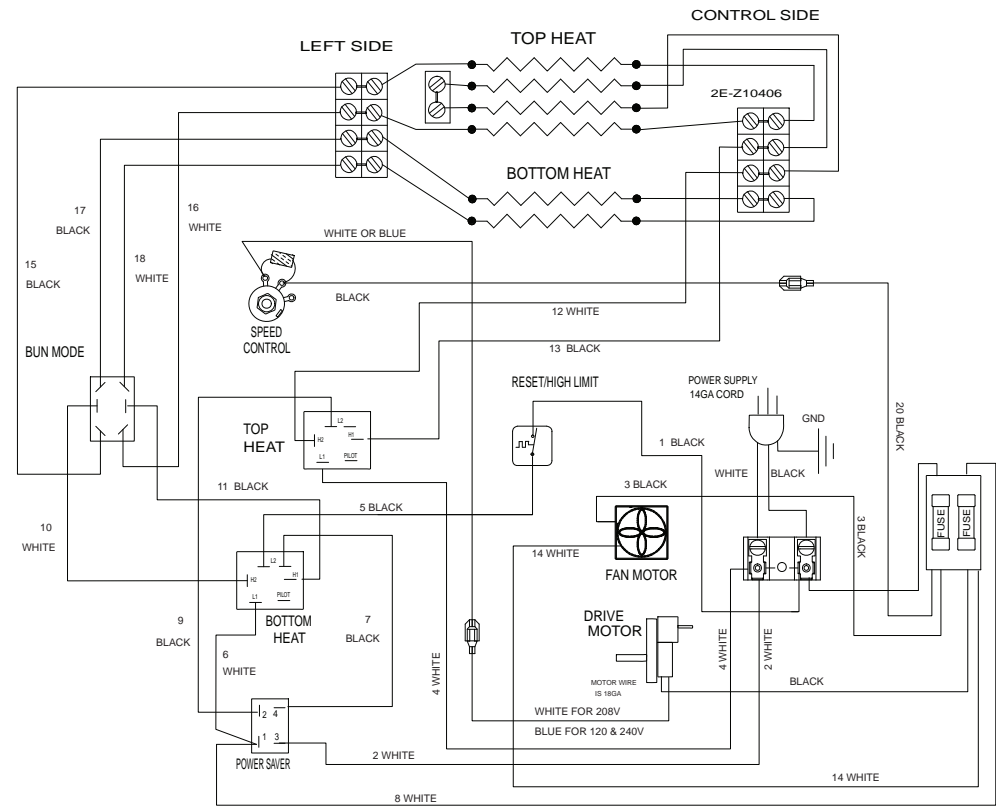 CONTROL SIDE
LEFT SIDE
TOP HEAT
2E-Z10406
BOTTOM HEAT
17
BLACK
16
WHITE
15
BLACK
18
WHITE
WHITE OR BLUE
BLACK
SPEED
CONTROL
12 WHITE
13 BLACK
BUN MODE
RESET/HIGH LIMIT
POWER SUPPLY
14GA CORD
GND
20 BLACK
TOP
HEAT
L2
H1
H2
L1
PILOT
1 BLACK
WHITE
BLACK
11 BLACK
5 BLACK
3 BLACK
3 BLACK
FUSE
FUSE
10
WHITE
14 WHITE
FAN MOTOR
L2
H1
H2
L1
PILOT
BOTTOM
HEAT
9
BLACK
7
BLACK
6
WHITE
4 WHITE
DRIVE
MOTOR
MOTOR WIRE
IS 18GA
4 WHITE
2 WHITE
BLACK
WHITE FOR 208V
BLUE FOR 120 & 240V
2 4
1 3
POWER SAVER
2 WHITE
14 WHITE
8 WHITE